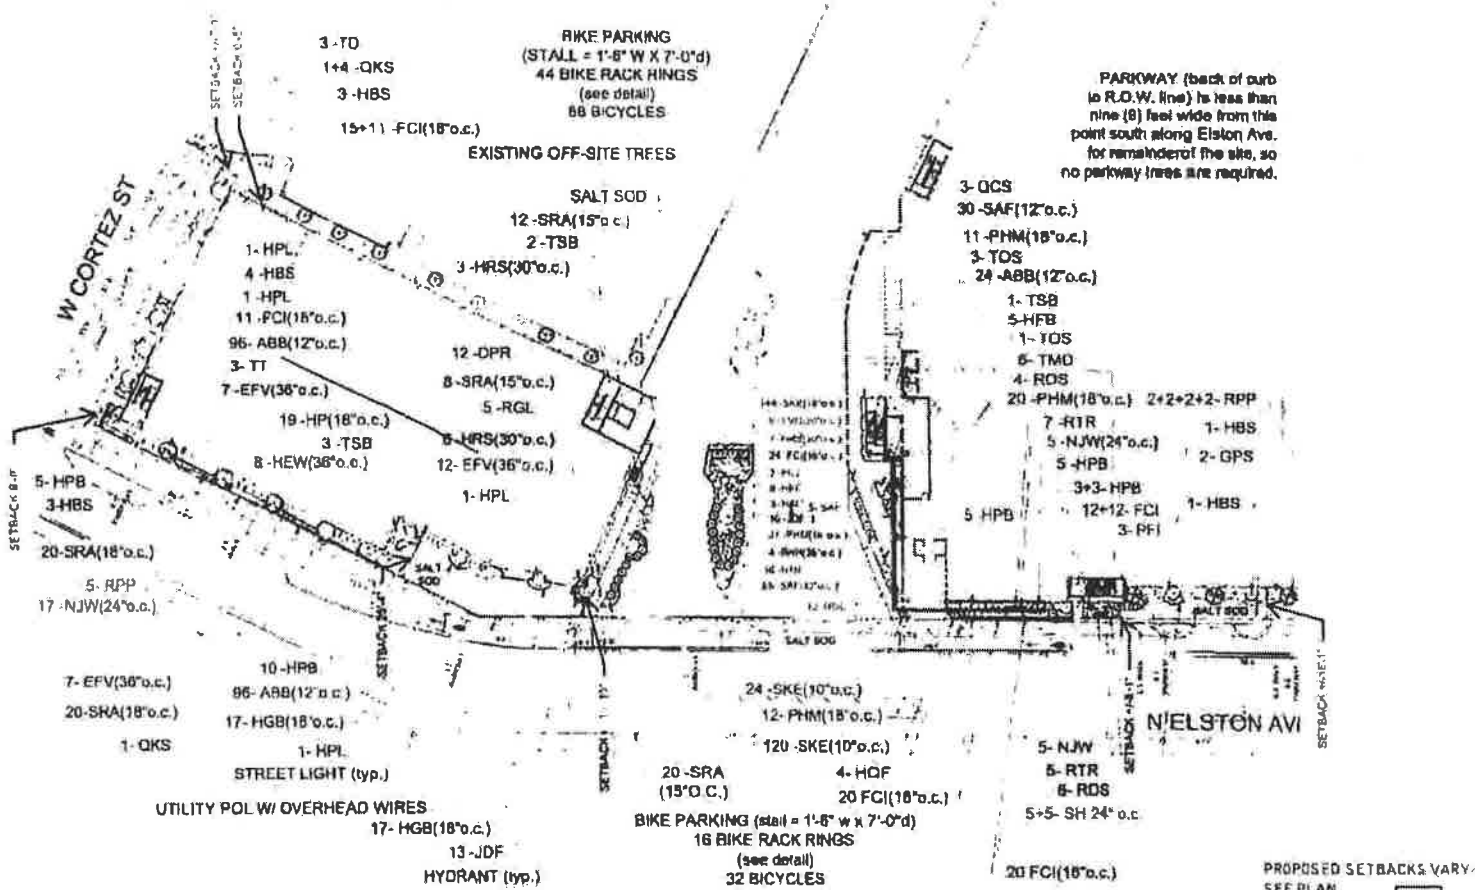 3 -TD
1+4 -QKS
3 -HBS
15+11 -FCI(18"o.c.)
BIKE PARKING
(STALL = 1'-6" W X 7'-0"d)
44 BIKE RACK RINGS
(see detail)
88 BICYCLES
EXISTING OFF-SITE TREES
SALT SOD
12 -SRA(15"o.c.)
2 -TSB
3 -HRS(30"o.c.)
PARKWAY (back of curb
to R.O.W. line) is less than
nine (9) feet wide from this
point south along Elston Ave.
for remainder of the site, so
no parkway trees are required.
3- QCS
30 -SAF(12"o.c.)
11 -PHM(18"o.c.)
3- TOS
24 -ABB(12"o.c.)
1- TSB
5-HFB
1- TOS
6- TMD
4- ROS
20 -PHM(18"o.c.)
2+2+2+2- RPP
7 -RTR
1- HBS
5 -NJW(24"o.c.)
2- GPS
5 -HPB
3+3- HPB
12+12- FCI
1- HBS
3- PFI
5 -HPB
W CORTEZ ST
1- HPL
4 -HBS
1 -HPL
11 -FCI(18"o.c.)
96- ABB(12"o.c.)
3- TT
7 -EFV(36"o.c.)
19 -HP(18"o.c.)
3 -TSB
8 -HEW(36"o.c.)
12 -DPR
8 -SRA(15"o.c.)
5 -RGL
6 -HRS(30"o.c.)
12- EFV(36"o.c.)
1- HPL
5- HPB
3-HBS
20-SRA(18"o.c.)
5- RPP
17 -NJW(24"o.c.)
SALT
SOD
SALT SOD
SALT SOD
7- EFV(36"o.c.)
20-SRA(18"o.c.)
1- QKS
10 -HPB
96- ABB(12"o.c.)
17- HGB(18"o.c.)
1- HPL
STREET LIGHT (typ.)
UTILITY POL W/ OVERHEAD WIRES
17- HGB(18"o.c.)
13 -JDF
HYDRANT (typ.)
24 -SKE(10"o.c.)
12- PHM(18"o.c.)
120 -SKE(10"o.c.)
20 -SRA
(15"O.C.)
4- HQF
20 FCI(18"o.c.)
BIKE PARKING (stall = 1'-6" w x 7'-0"d)
16 BIKE RACK RINGS
(see detail)
32 BICYCLES
N ELSTON AV
5- NJW
5- RTR
6- RDS
5+5- SH 24" o.c.
20 FCI(18"o.c.)
PROPOSED SETBACKS VARY-
SEE PLAN